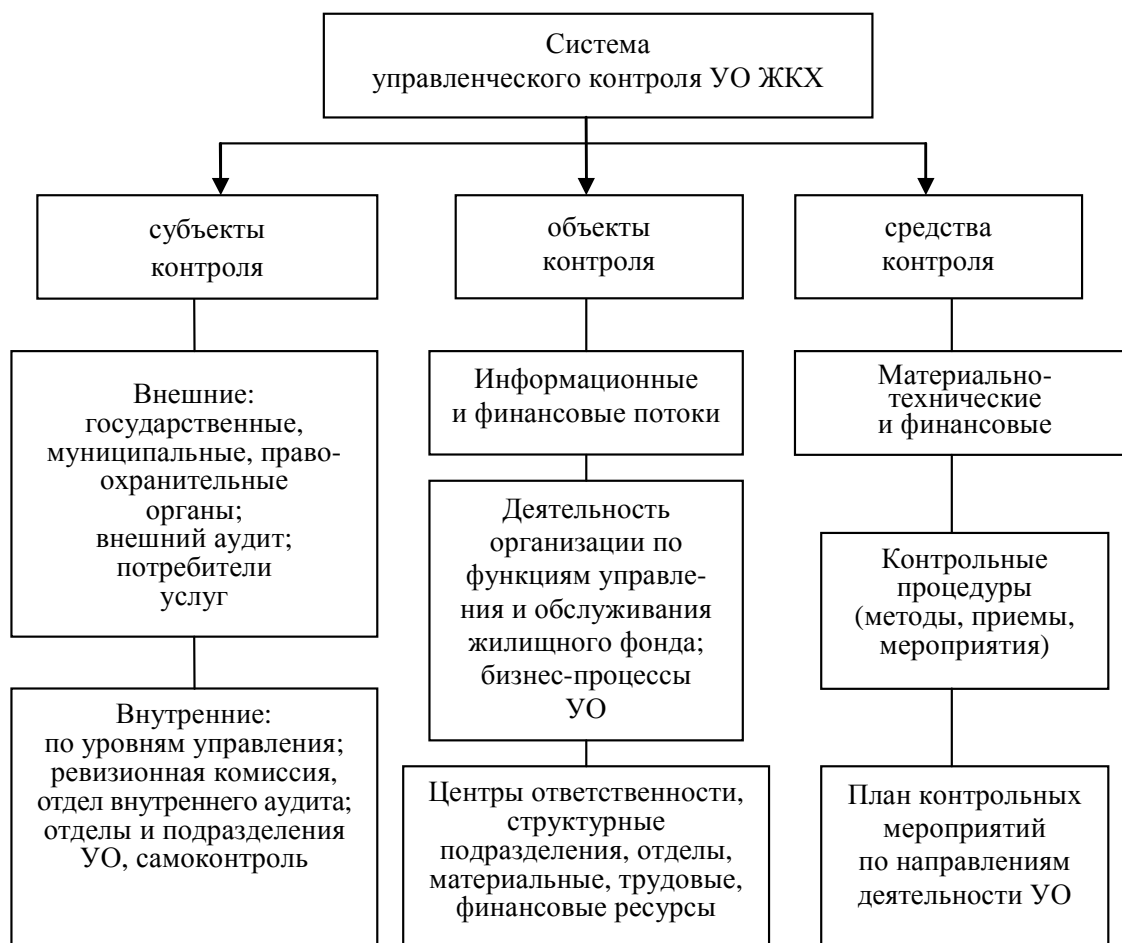 Система
управленческого контроля УО ЖКХ
субъекты
контроля
объекты
контроля
средства
контроля
Внешние:
государственные,
муниципальные, право-
охранительные
органы;
внешний аудит;
потребители
услуг
Информационные
и финансовые потоки
Материально-
технические
и финансовые
Деятельность
организации по
функциям управле-
ния и обслуживания
жилищного фонда;
бизнес-процессы
УО
Контрольные
процедуры
(методы, приемы,
мероприятия)
Внутренние:
по уровням управления;
ревизионная комиссия,
отдел внутреннего аудита;
отделы и подразделения
УО, самоконтроль
Центры ответственности,
структурные
подразделения, отделы,
материальные, трудовые,
финансовые ресурсы
План контрольных
мероприятий
по направлениям
деятельности УО